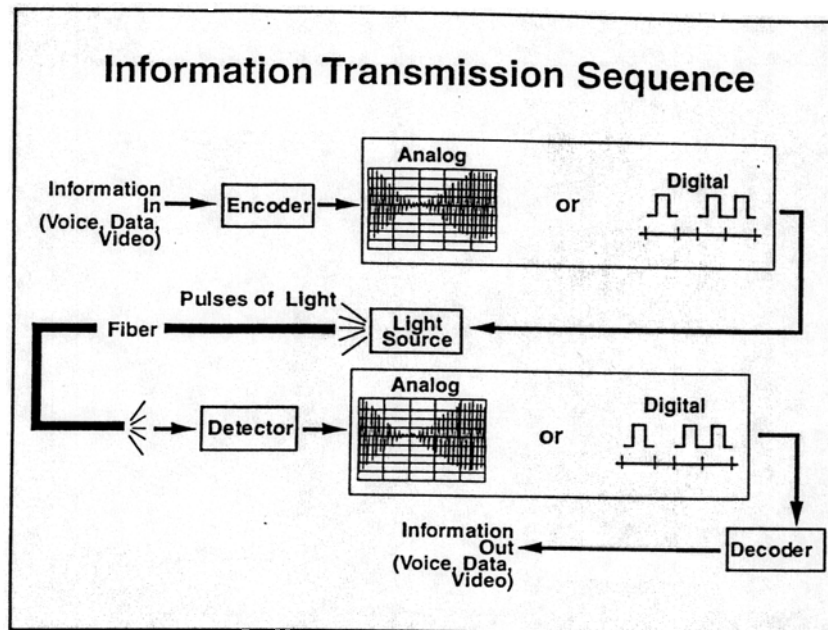 Information Transmission Sequence
Analog
Information
In
(Voice, Data,
Video)
Encoder
or
Digital
Pulses of Light
Fiber
Light
Source
Analog
Detector
or
Digital
Information
Out
(Voice, Data,
Video)
Decoder